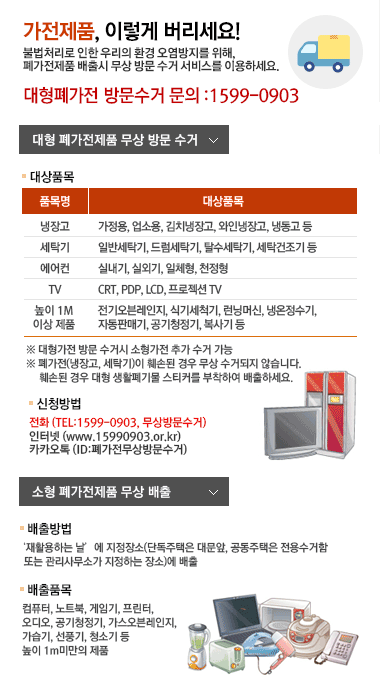 가전제품, 이렇게 버리세요!
불법처리로 인한 우리의 환경 오염방지를 위해,
폐가전제품 배출시 무상 방문 수거 서비스를 이용하세요.
대형폐가전 방문수거 문의 :1599-0903
대형 폐가전제품 무상 방문 수거
대상품목
품목명 대상품목
냉장고 가정용, 업소용, 김치냉장고, 와인냉장고, 냉동고 등
세탁기 일반세탁기, 드럼세탁기, 탈수세탁기, 세탁건조기 등
에어컨 실내기, 실외기, 일체형, 천정형
TV CRT, PDP, LCD, 프로젝션 TV
높이 1M 이상 제품 전기오븐레인지, 식기세척기, 런닝머신, 냉온정수기,
자동판매기, 공기청정기, 복사기 등
※ 대형가전 방문 수거시 소형가전 추가 수거 가능
※ 폐가전(냉장고, 세탁기)이 훼손된 경우 무상 수거되지 않습니다.
훼손된 경우 대형 생활폐기물 스티커를 부착하여 배출하세요.
신청방법
전화 (TEL:1599-0903, 무상방문수거)
인터넷 (www.15990903.or.kr)
카카오톡 (ID:폐가전무상방문수거)
소형 폐가전제품 무상 배출
배출방법
'재활용하는 날' 에 지정장소(단독주택은 대문앞, 공동주택은 전용수거함
또는 관리사무소가 지정하는 장소)에 배출
배출품목
컴퓨터, 노트북, 게임기, 프린터,
오디오, 공기청정기, 가스오븐레인지,
가습기, 선풍기, 청소기 등
높이 1m미만의 제품